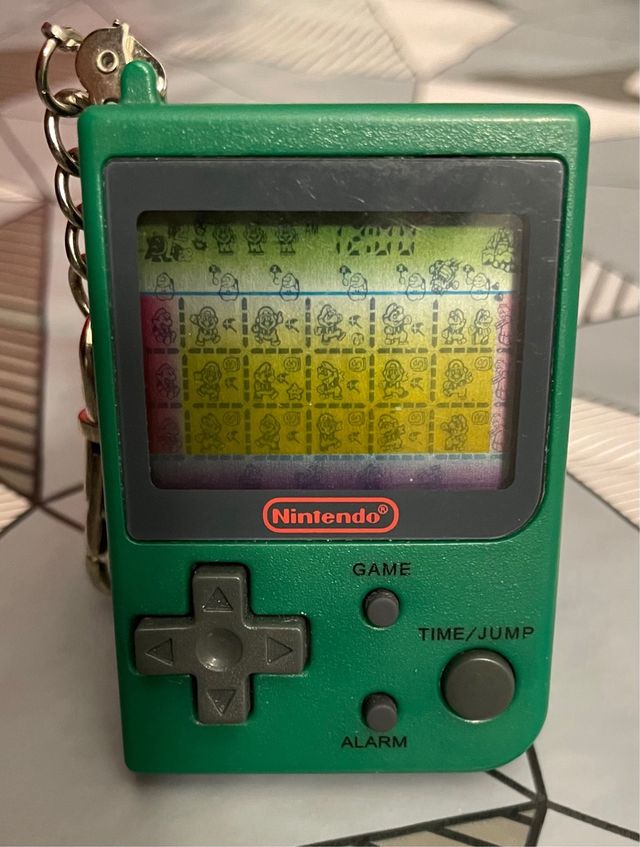 12:00
Nintendo®
GAME
TIME/JUMP
ALARM